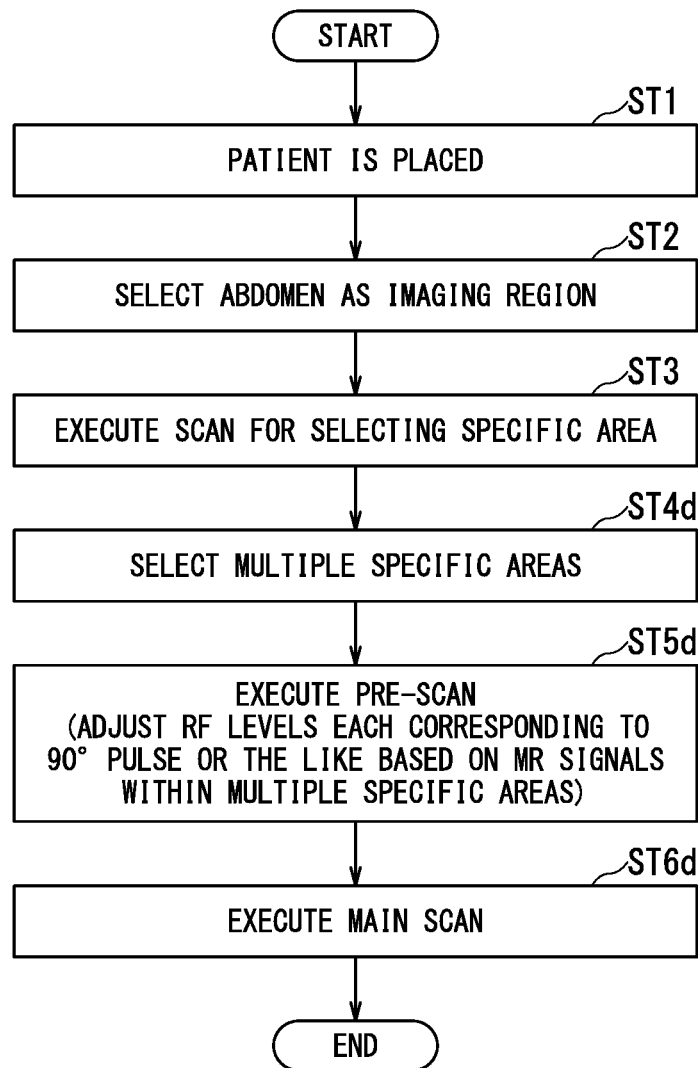 START
ST1
PATIENT IS PLACED
ST2
SELECT ABDOMEN AS IMAGING REGION
ST3
EXECUTE SCAN FOR SELECTING SPECIFIC AREA
ST4d
SELECT MULTIPLE SPECIFIC AREAS
ST5d
EXECUTE PRE-SCAN
(ADJUST RF LEVELS EACH CORRESPONDING TO
90° PULSE OR THE LIKE BASED ON MR SIGNALS
WITHIN MULTIPLE SPECIFIC AREAS)
ST6d
EXECUTE MAIN SCAN
END